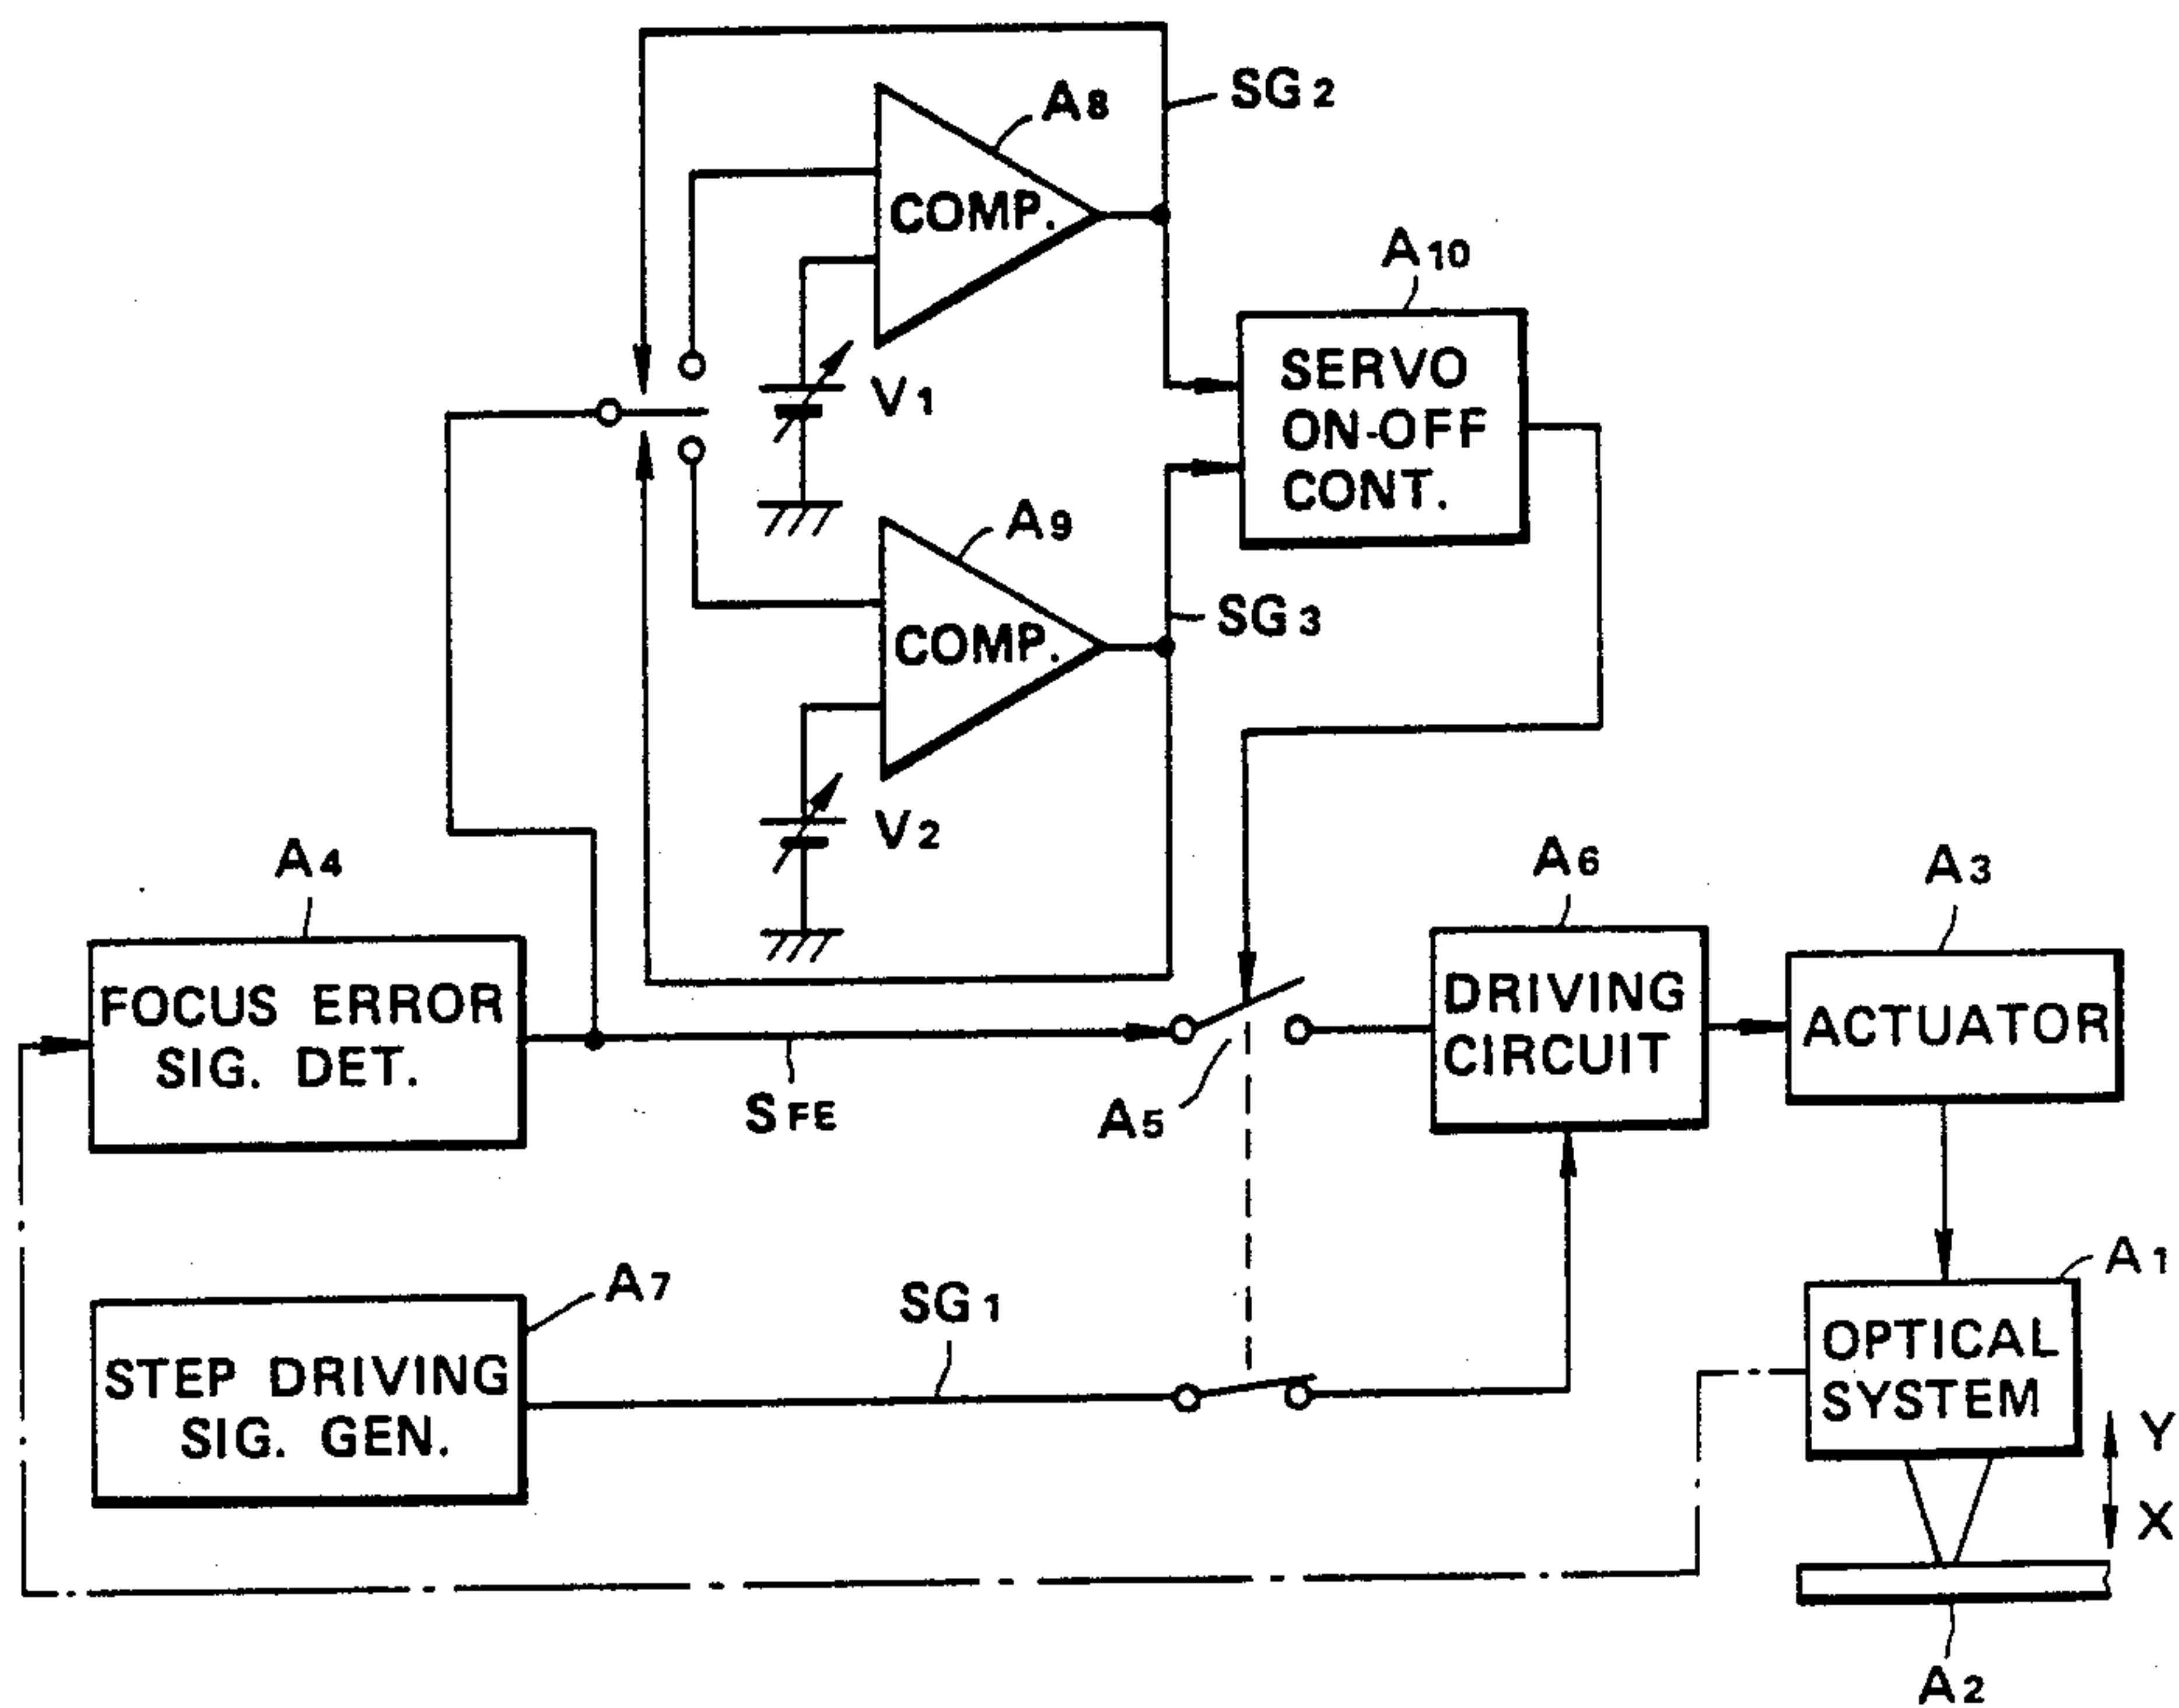 SG2
A8
COMP.
A10
V1
SERVO
ON-OFF
CONT.
A9
SG3
COMP.
V2
A4
A6
A3
FOCUS ERROR
SIG. DET.
DRIVING
CIRCUIT
ACTUATOR
SFE
A5
A7
SG1
A1
STEP DRIVING
SIG. GEN.
OPTICAL
SYSTEM
Y
X
A2